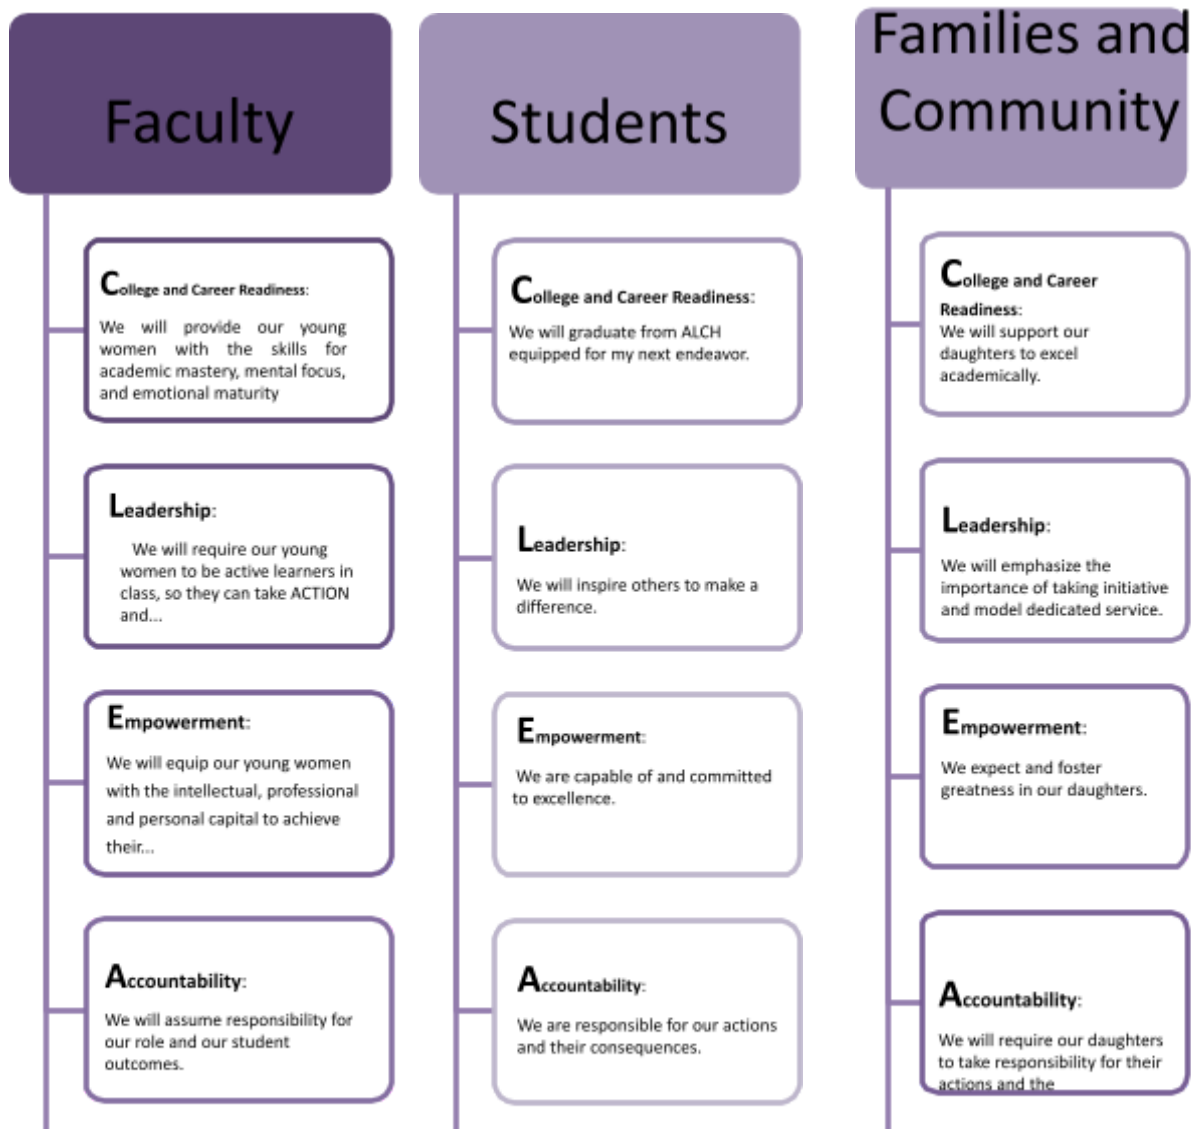 Faculty
College and Career Readiness:
We will provide our young
women with the skills for
academic mastery, mental focus,
and emotional maturity
Leadership:
We will require our young
women to be active learners in
class, so they can take ACTION
and...
Empowerment:
We will equip our young women
with the intellectual, professional
and personal capital to achieve
their...
Accountability:
We will assume responsibility for
our role and our student
outcomes.
Students
College and Career Readiness:
We will graduate from ALCH
equipped for my next endeavor.
Leadership:
We will inspire others to make a
difference.
Empowerment:
We are capable of and committed
to excellence.
Accountability:
We are responsible for our actions
and their consequences.
Families and
Community
College and Career
Readiness:
We will support our
daughters to excel
academically.
Leadership:
We will emphasize the
importance of taking initiative
and model dedicated service.
Empowerment:
We expect and foster
greatness in our daughters.
Accountability:
We will require our daughters
to take responsibility for their
actions and the